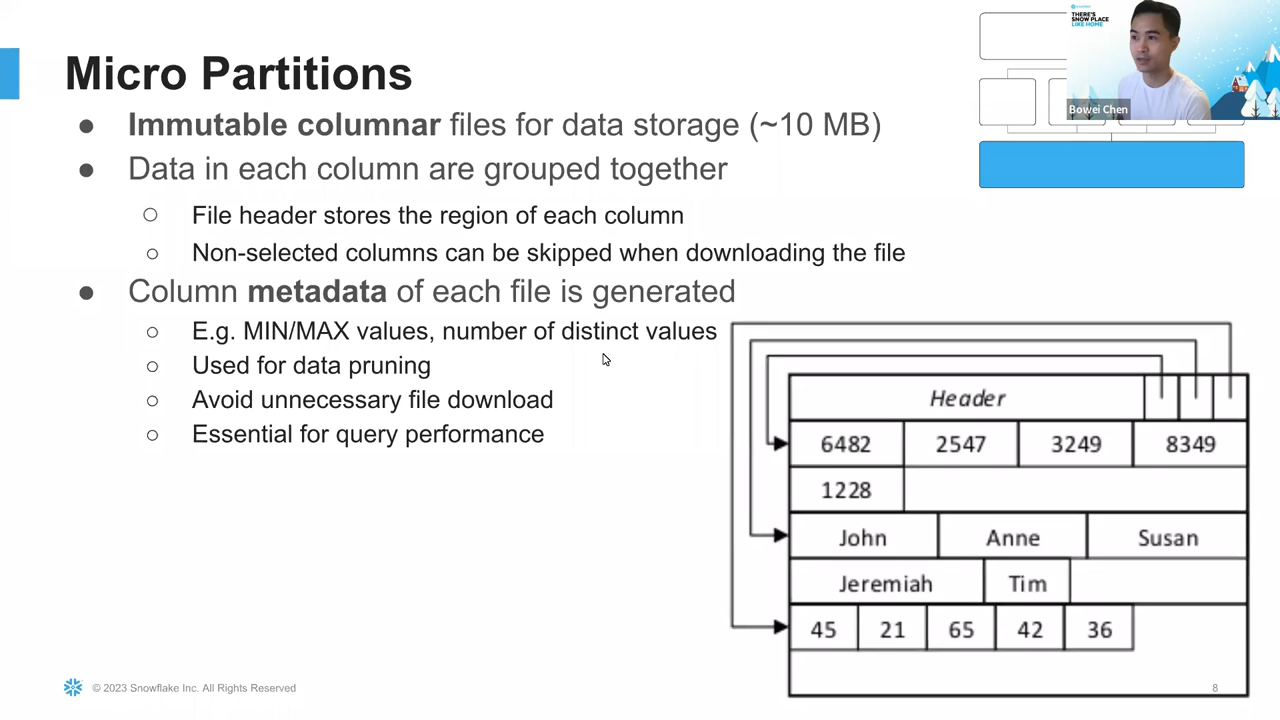 Micro Partitions
● Immutable columnar files for data storage (~10 MB)
● Data in each column are grouped together
○ File header stores the region of each column
○ Non-selected columns can be skipped when downloading the file
● Column metadata of each file is generated
○ E.g. MIN/MAX values, number of distinct values
○ Used for data pruning
○ Avoid unnecessary file download
○ Essential for query performance
snowflake
THERE'S
SNOW PLACE
LIKE HOME
Bowei Chen
Header
6482 2547 3249 8349
1228
John Anne Susan
Jeremiah Tim
45 21 65 42 36
© 2023 Snowflake Inc. All Rights Reserved
8